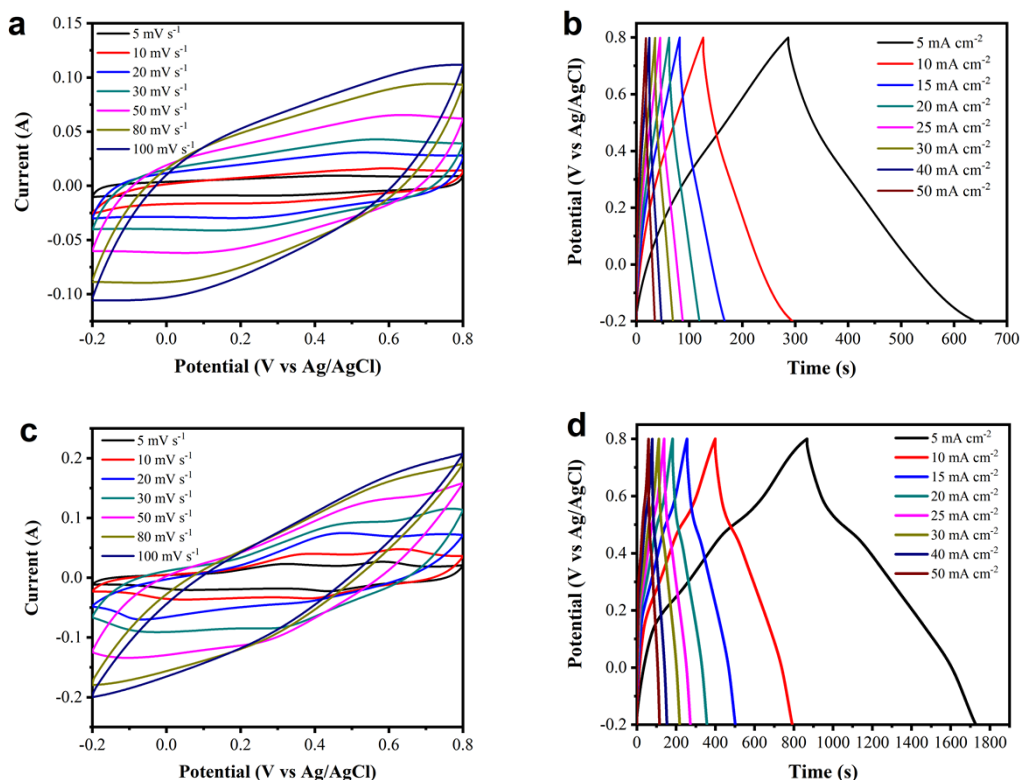 a
5 mV s⁻¹
10 mV s⁻¹
20 mV s⁻¹
30 mV s⁻¹
50 mV s⁻¹
80 mV s⁻¹
100 mV s⁻¹
0.15
0.10
0.05
0.00
-0.05
-0.10
Current (A)
-0.2
0.0
0.2
0.4
0.6
0.8
Potential (V vs Ag/AgCl)
b
5 mA cm⁻²
10 mA cm⁻²
15 mA cm⁻²
20 mA cm⁻²
25 mA cm⁻²
30 mA cm⁻²
40 mA cm⁻²
50 mA cm⁻²
0.8
0.6
0.4
0.2
0.0
-0.2
Potential (V vs Ag/AgCl)
0
100
200
300
400
500
600
700
Time (s)
c
5 mV s⁻¹
10 mV s⁻¹
20 mV s⁻¹
30 mV s⁻¹
50 mV s⁻¹
80 mV s⁻¹
100 mV s⁻¹
0.2
0.1
0.0
-0.1
-0.2
Current (A)
-0.2
0.0
0.2
0.4
0.6
0.8
Potential (V vs Ag/AgCl)
d
5 mA cm⁻²
10 mA cm⁻²
15 mA cm⁻²
20 mA cm⁻²
25 mA cm⁻²
30 mA cm⁻²
40 mA cm⁻²
50 mA cm⁻²
0.8
0.6
0.4
0.2
0.0
-0.2
Potential (V vs Ag/AgCl)
0
200
400
600
800
1000
1200
1400
1600
1800
Time (s)